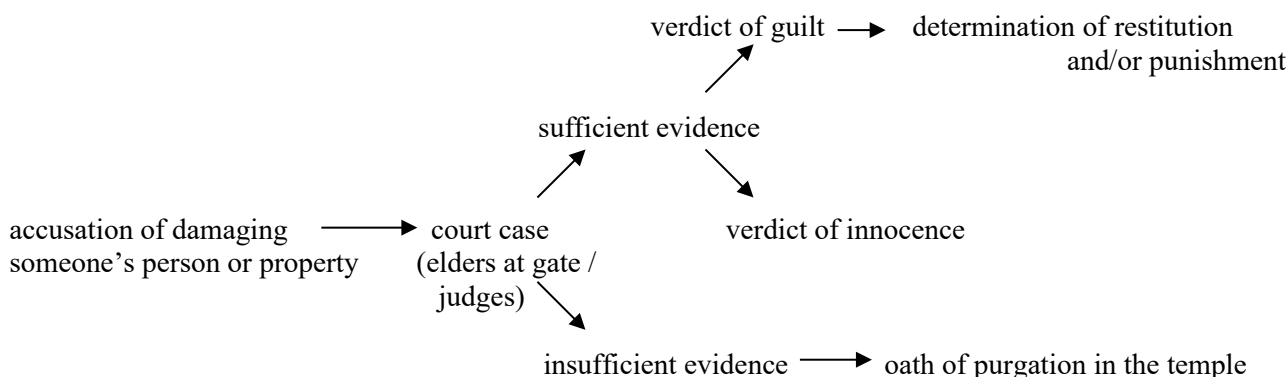 verdict of guilt
determination of restitution
and/or punishment
sufficient evidence
accusation of damaging
someone’s person or property
court case
(elders at gate /
judges)
verdict of innocence
insufficient evidence
oath of purgation in the temple